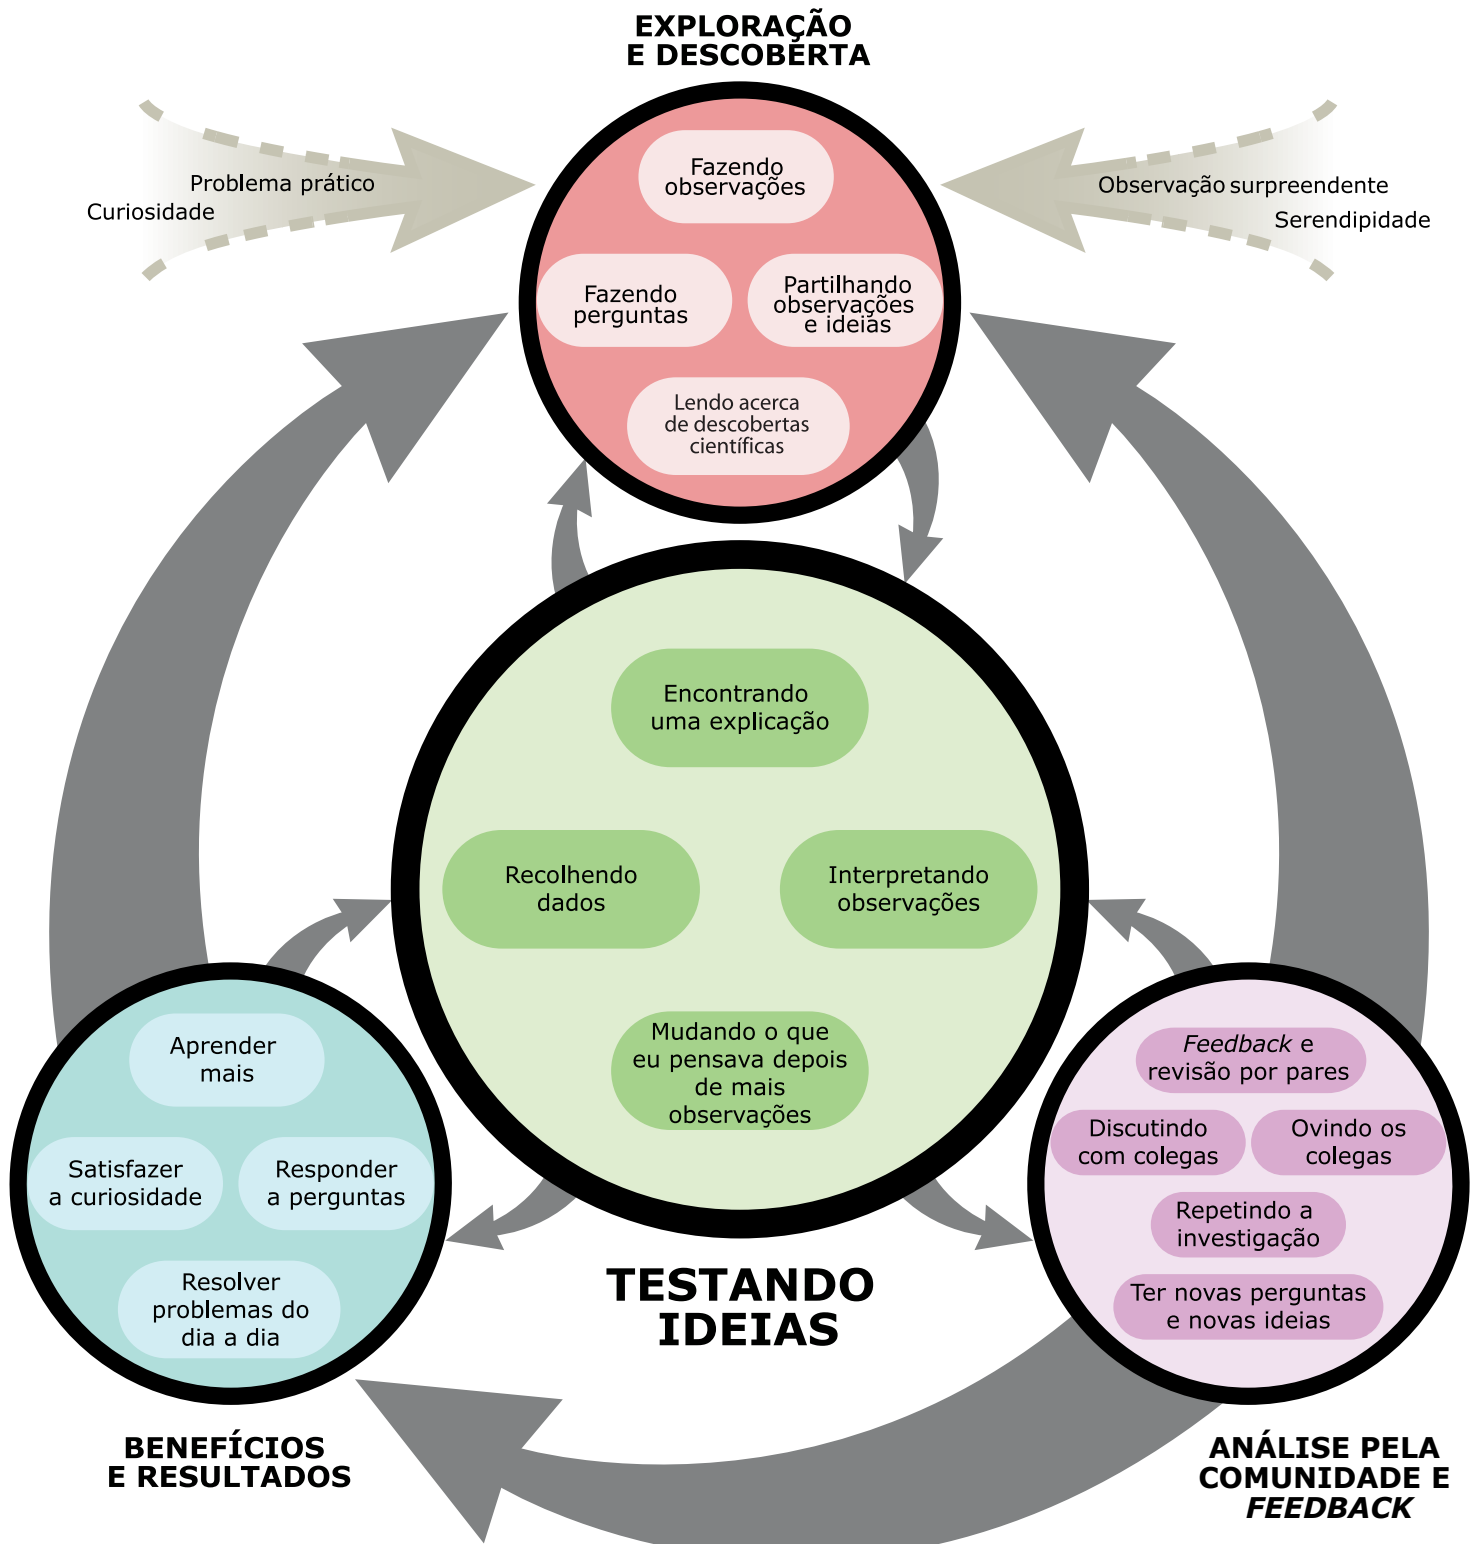 EXPLORAÇÃO
E DESCOBERTA
Problema prático
Curiosidade
Observação surpreendente
Serendipidade
Fazendo
observações
Fazendo
perguntas
Partilhando
observações
e ideias
Lendo acerca
de descobertas
científicas
Encontrando
uma explicação
Recolhendo
dados
Interpretando
observações
Mudando o que
eu pensava depois
de mais
observações
TESTANDO
IDEIAS
Aprender
mais
Satisfazer
a curiosidade
Responder
a perguntas
Resolver
problemas do
dia a dia
BENEFÍCIOS
E RESULTADOS
Feedback e
revisão por pares
Discutindo
com colegas
Ovindo os
colegas
Repetindo a
investigação
Ter novas perguntas
e novas ideias
ANÁLISE PELA
COMUNIDADE E
FEEDBACK